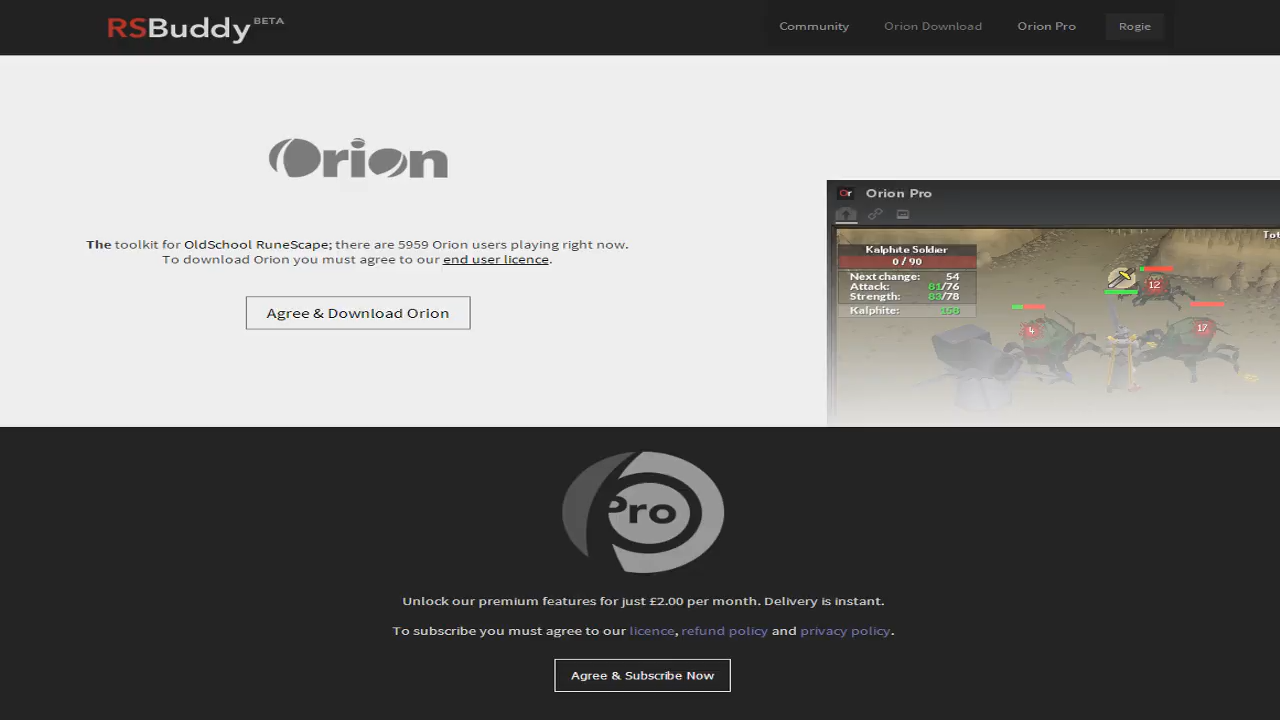 RSBuddy BETA
Community
Orion Download
Orion Pro
Rogie
Orion
The toolkit for OldSchool RuneScape; there are 5959 Orion users playing right now.
To download Orion you must agree to our end user licence.
Agree & Download Orion
Or Orion Pro
Tot
Kalphite Soldier
0 / 90
Next change: 54
Attack: 81/76
Strength: 83/78
Kalphite: 158
12
4
17
Pro
Unlock our premium features for just £2.00 per month. Delivery is instant.
To subscribe you must agree to our licence, refund policy and privacy policy.
Agree & Subscribe Now